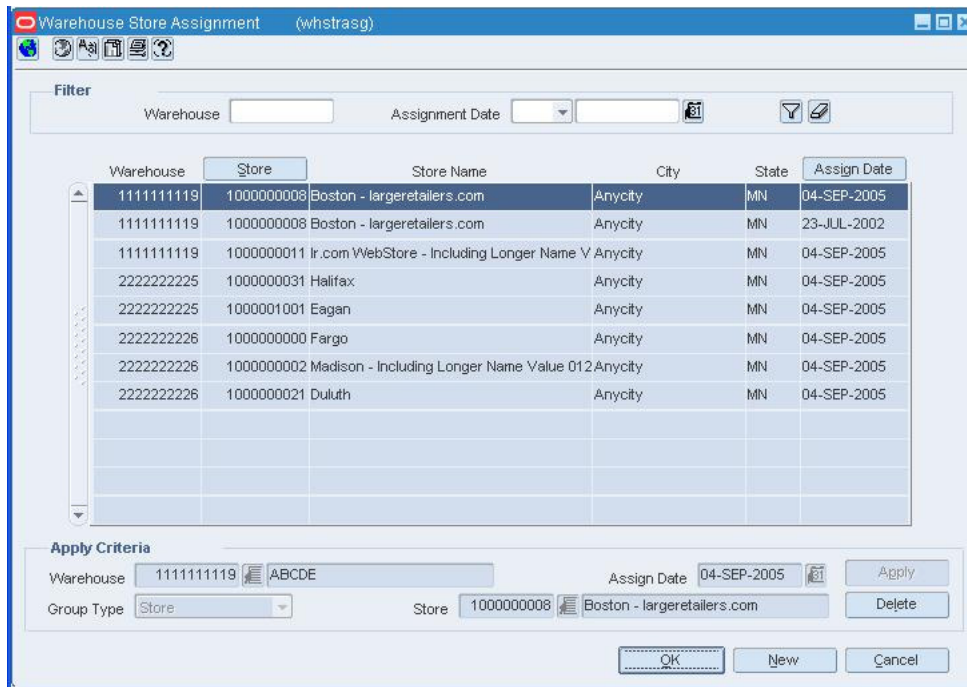 Warehouse Store Assignment (whstrasg)
Filter
Warehouse Assignment Date
Warehouse Store Store Name City State Assign Date
1111111119 1000000008 Boston - largeretailers.com Anycity MN 04-SEP-2005
1111111119 1000000008 Boston - largeretailers.com Anycity MN 23-JUL-2002
1111111119 1000000011 lr.com WebStore - Including Longer Name V Anycity MN 04-SEP-2005
2222222225 1000000031 Halifax Anycity MN 04-SEP-2005
2222222225 1000001001 Eagan Anycity MN 04-SEP-2005
2222222226 1000000000 Fargo Anycity MN 04-SEP-2005
2222222226 1000000002 Madison - Including Longer Name Value 012 Anycity MN 04-SEP-2005
2222222226 1000000021 Duluth Anycity MN 04-SEP-2005
Apply Criteria
Warehouse 1111111119 ABCDE Assign Date 04-SEP-2005 Apply
Group Type Store Store 1000000008 Boston - largeretailers.com Delete
OK New Cancel